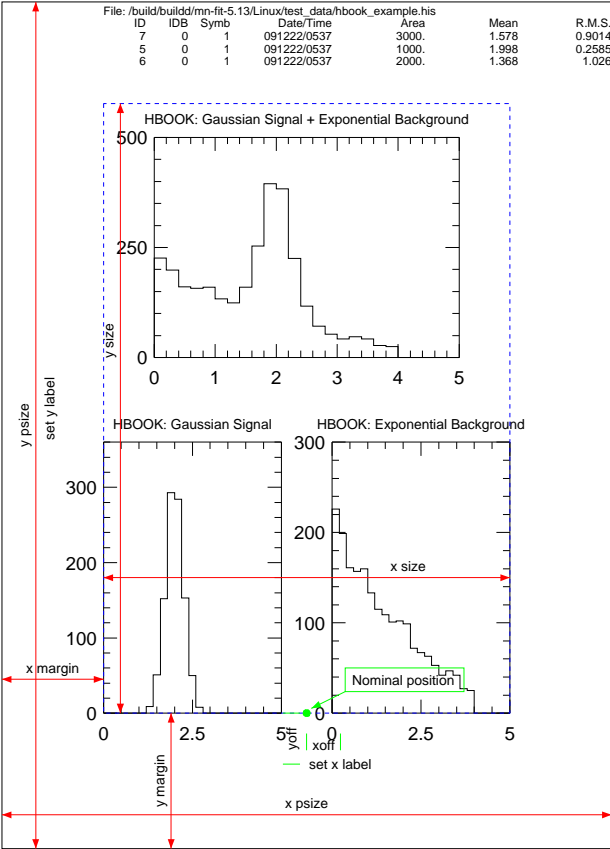 File: /build/buildd/mn-fit-5.13/Linux/test_data/hbook_example.his
ID IDB Symb Date/Time Area Mean R.M.S.
7 0 1 091222/0537 3000. 1.578 0.9014
5 0 1 091222/0537 1000. 1.998 0.2585
6 0 1 091222/0537 2000. 1.368 1.026
HBOOK: Gaussian Signal + Exponential Background
500
250
0
0 1 2 3 4 5
y size
y psize
set y label
HBOOK: Gaussian Signal
300
200
100
0
0 2.5 5
HBOOK: Exponential Background
300
200
100
0
0 2.5 5
x size
x margin
Nominal position
yoff
xoff
set x label
y margin
x psize